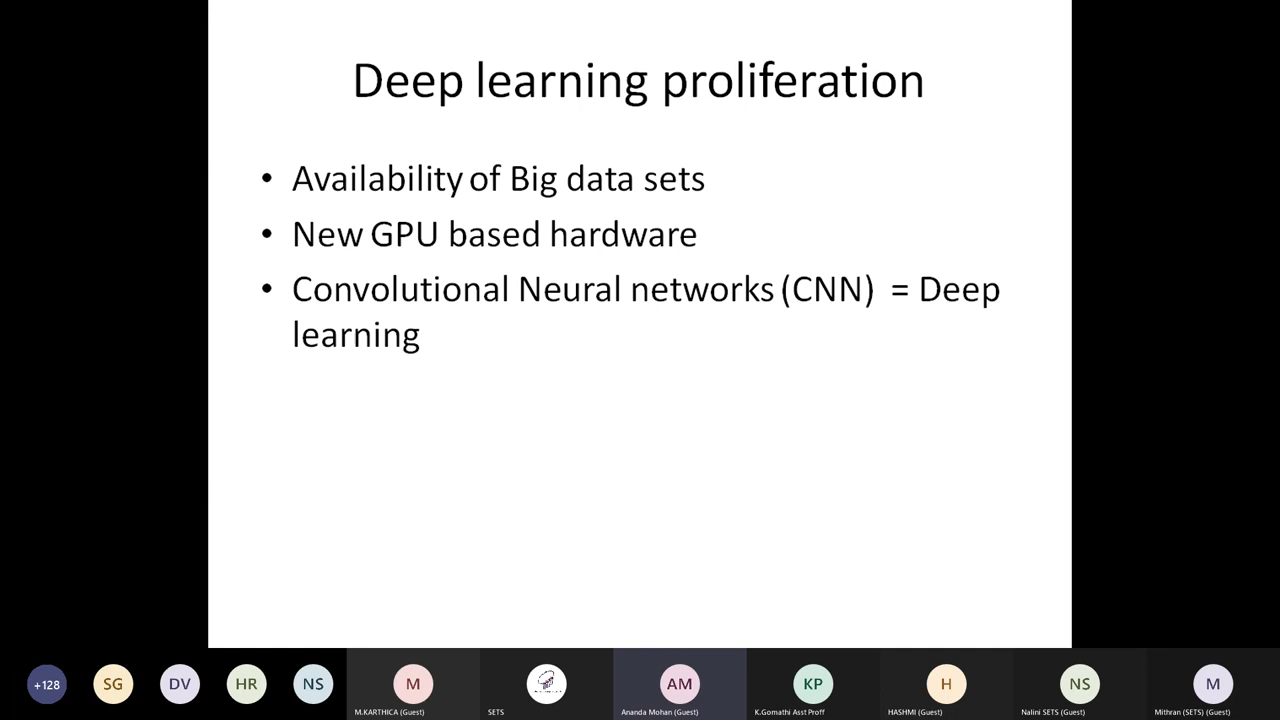 Deep learning proliferation
• Availability of Big data sets
• New GPU based hardware
• Convolutional Neural networks (CNN) = Deep
learning
+128
SG
DV
HR
NS
M
AM
KP
H
NS
M
M.KARTHICA (Guest)
SETS
Ananda Mohan (Guest)
K.Gomathi Asst Proff
HASHMI (Guest)
Nalini SETS (Guest)
Mithran (SETS) (Guest)